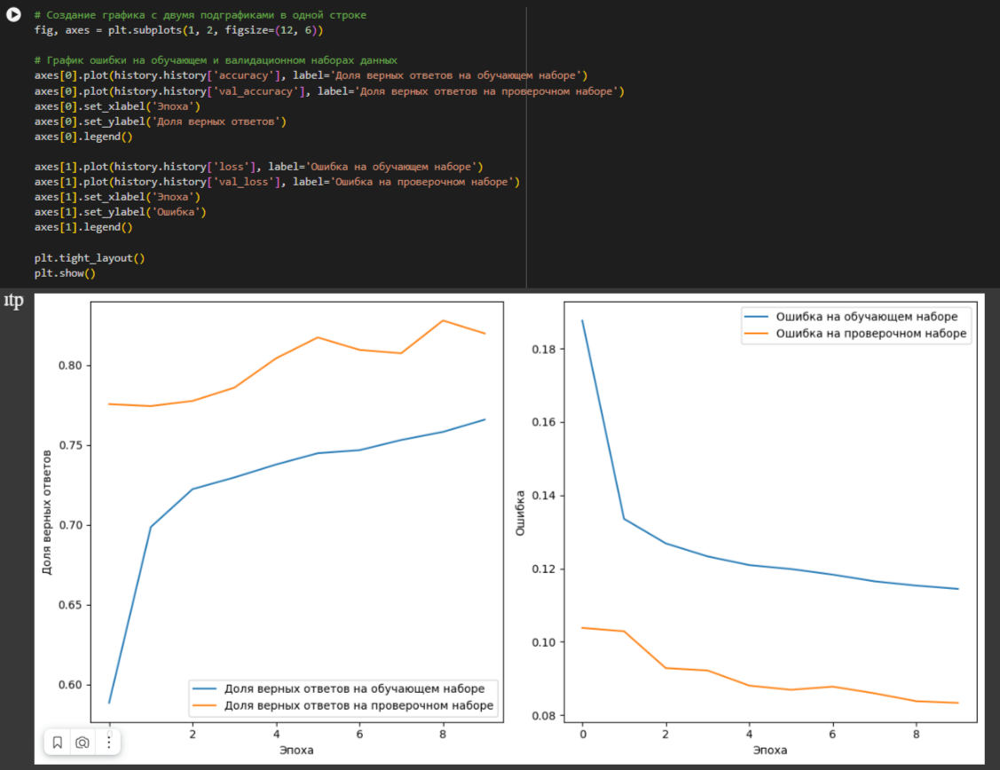 # Создание графика с двумя подграфиками в одной строке
fig, axes = plt.subplots(1, 2, figsize=(12, 6))
# График ошибки на обучающем и валидационном наборах данных
axes[0].plot(history.history['accuracy'], label='Доля верных ответов на обучающем наборе')
axes[0].plot(history.history['val_accuracy'], label='Доля верных ответов на проверочном наборе')
axes[0].set_xlabel('Эпоха')
axes[0].set_ylabel('Доля верных ответов')
axes[0].legend()
axes[1].plot(history.history['loss'], label='Ошибка на обучающем наборе')
axes[1].plot(history.history['val_loss'], label='Ошибка на проверочном наборе')
axes[1].set_xlabel('Эпоха')
axes[1].set_ylabel('Ошибка')
axes[1].legend()
plt.tight_layout()
plt.show()
Доля верных ответов
0.80
0.75
0.70
0.65
0.60
Доля верных ответов на обучающем наборе
Доля верных ответов на проверочном наборе
2 4 6 8
Эпоха
Ошибка
Ошибка на обучающем наборе
Ошибка на проверочном наборе
0.18
0.16
0.14
0.12
0.10
0.08
0 2 4 6 8
Эпоха